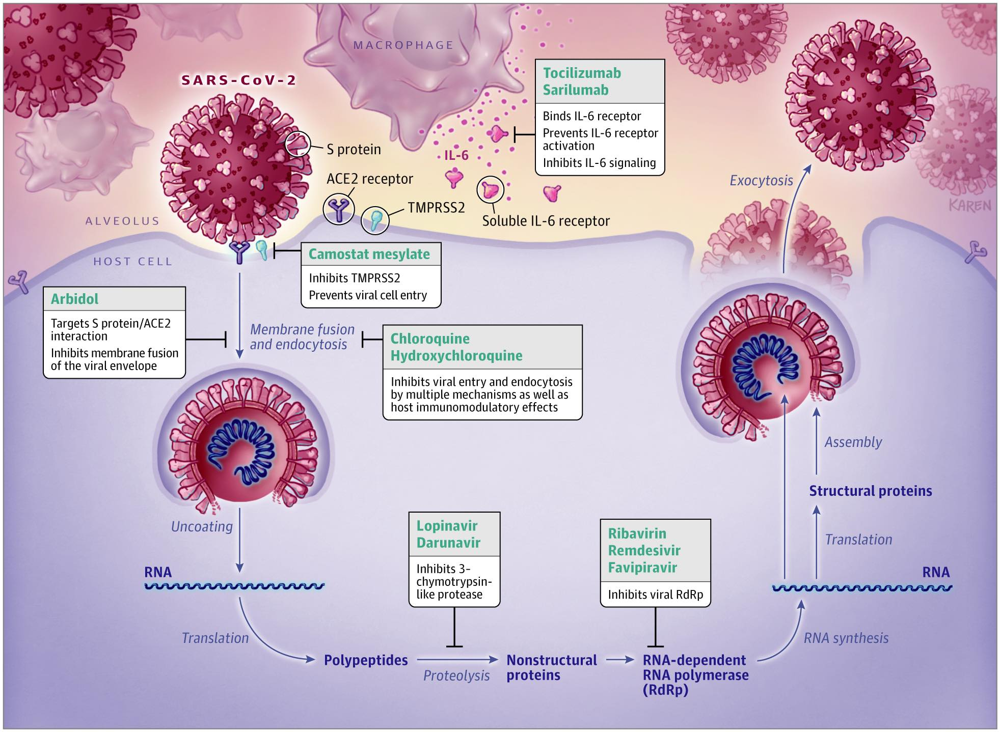 MACROPHAGE
SARS-CoV-2
Tocilizumab
Sarilumab
Binds IL-6 receptor
Prevents IL-6 receptor
activation
Inhibits IL-6 signaling
S protein
IL-6
ACE2 receptor
TMPRSS2
Soluble IL-6 receptor
Exocytosis
KAREN
ALVEOLUS
HOST CELL
Camostat mesylate
Inhibits TMPRSS2
Prevents viral cell entry
Arbidol
Targets S protein/ACE2
interaction
Inhibits membrane fusion
of the viral envelope
Membrane fusion
and endocytosis
Chloroquine
Hydroxychloroquine
Inhibits viral entry and endocytosis
by multiple mechanisms as well as
host immunomodulatory effects
Uncoating
RNA
Translation
Polypeptides
Proteolysis
Lopinavir
Darunavir
Inhibits 3-
chymotrypsin-
like protease
Nonstructural
proteins
Ribavirin
Remdesivir
Favipiravir
Inhibits viral RdRp
RNA-dependent
RNA polymerase
(RdRp)
RNA synthesis
RNA
Translation
Structural proteins
Assembly